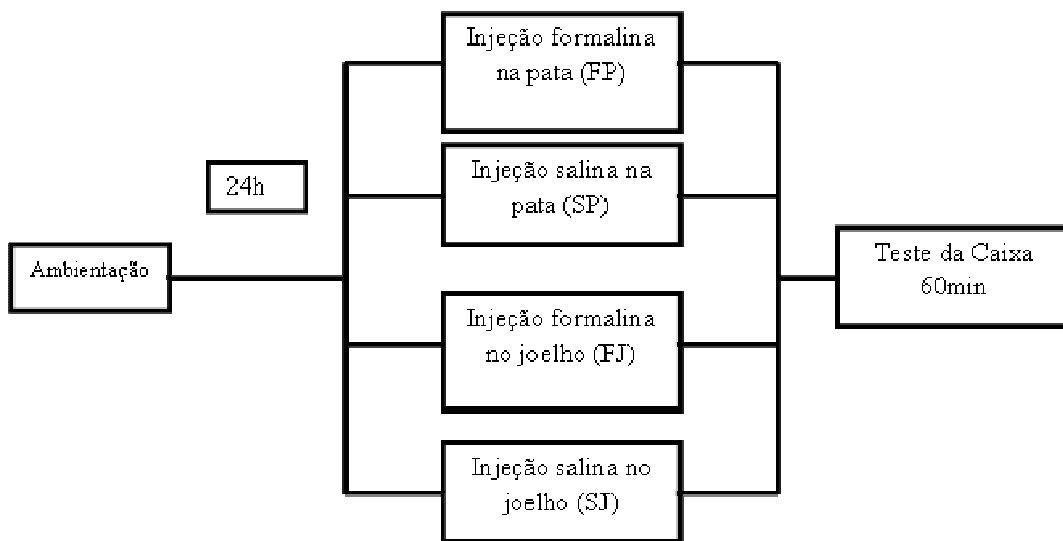 Injeção formalina
na pata (FP)
24h
Injeção salina na
pata (SP)
Ambientação
Teste da Caixa
60min
Injeção formalina
no joelho (FJ)
Injeção salina no
joelho (SJ)